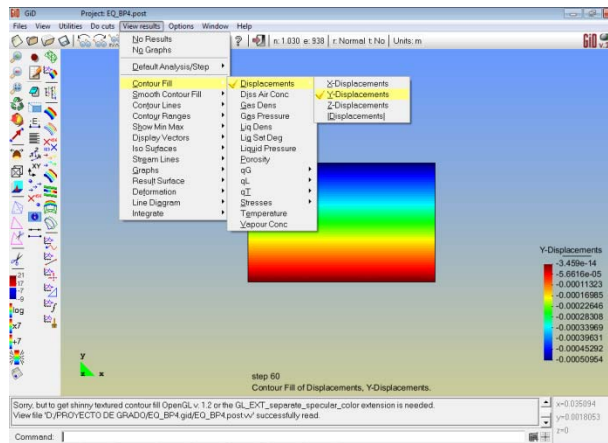 GiD Project: EQ_BP4.post
Files View Utilities Do cuts View results Options Window Help
n: 1.030 e: 938 r: Normal t: No Units: m
GiD
No Results
No Graphs
Default Analysis/Step
Contour Fill
Smooth Contour Fill
Contour Lines
Contour Ranges
Show Min Max
Display Vectors
Iso Surfaces
Stream Lines
Graphs
Result Surface
Deformation
Line Diagram
Integrate
Displacements
Diss Air Conc
Gas Dens
Gas Pressure
Liq Dens
Liq Sat Deg
Liquid Pressure
Porosity
qG
qL
qT
Stresses
Temperature
Vapour Conc
X-Displacements
Y-Displacements
Z-Displacements
|Displacements|
Y-Displacements
-3.459e-14
-5.6616e-05
-0.00011323
-0.00016985
-0.00022646
-0.00028308
-0.00033969
-0.00039631
-0.00045292
-0.00050954
log
x7
+7
y
x
step 60
Contour Fill of Displacements, Y-Displacements.
Sorry, but to get shinny textured contour fill OpenGL v. 1.2 or the GL_EXT_separate_specular_color extension is needed.
View file 'D:/PROYECTO DE GRADO/EQ_BP4.gid/EQ_BP4.post.vv' successfully read.
x=0.035094
y=0.0018053
z=0
Command: